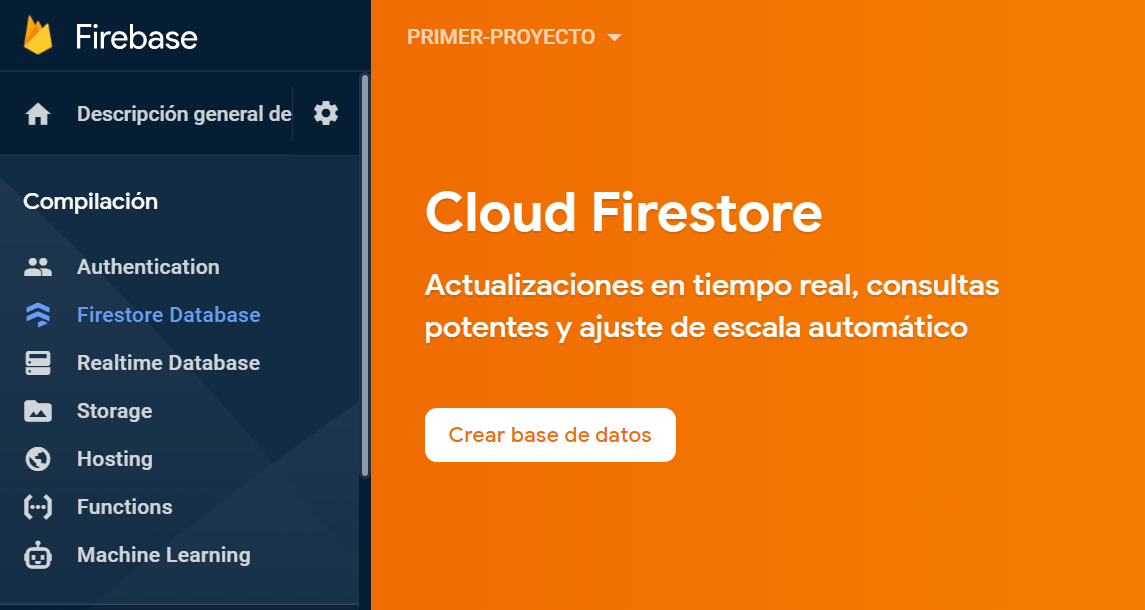 Firebase
Descripción general de
Compilación
Authentication
Firestore Database
Realtime Database
Storage
Hosting
Functions
Machine Learning
PRIMER-PROYECTO
Cloud Firestore
Actualizaciones en tiempo real, consultas
potentes y ajuste de escala automático
Crear base de datos